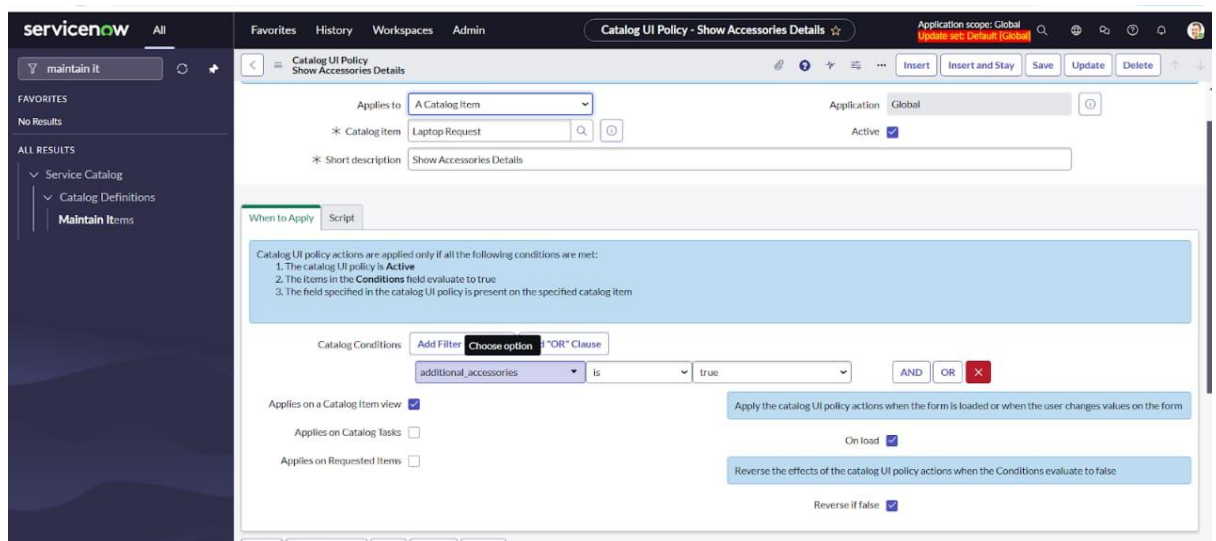 servicenow All Favorites History Workspaces Admin Catalog UI Policy - Show Accessories Details Application scope: Global
Update set: Default [Global]
maintain it
Catalog UI Policy
Show Accessories Details
Insert Insert and Stay Save Update Delete
FAVORITES
No Results
ALL RESULTS
Service Catalog
Catalog Definitions
Maintain Items
Applies to A Catalog Item Application Global
Catalog item Laptop Request Active
Short description Show Accessories Details
When to Apply Script
Catalog UI policy actions are applied only if all the following conditions are met:
1. The catalog UI policy is Active
2. The items in the Conditions field evaluate to true
3. The field specified in the catalog UI policy is present on the specified catalog item
Catalog Conditions Add Filter Choose option "OR" Clause
additional_accessories is true AND OR
Applies on a Catalog Item view Apply the catalog UI policy actions when the form is loaded or when the user changes values on the form
Applies on Catalog Tasks On load
Applies on Requested Items Reverse the effects of the catalog UI policy actions when the Conditions evaluate to false
Reverse if false